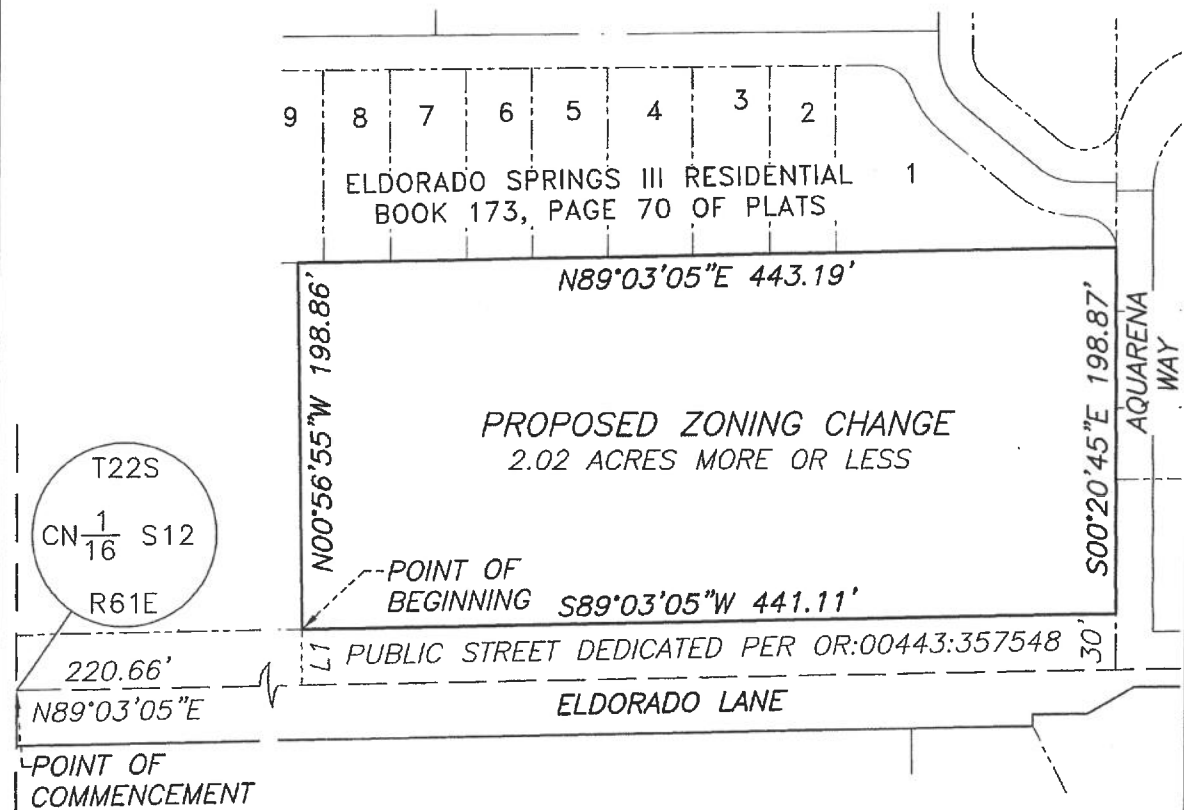 9 8 7 6 5 4 3 2 1
ELDORADO SPRINGS III RESIDENTIAL
BOOK 173, PAGE 70 OF PLATS
N89°03'05"E 443.19'
N00°56'55"W 198.86'
S00°20'45"E 198.87'
AQUARENA
WAY
PROPOSED ZONING CHANGE
2.02 ACRES MORE OR LESS
T22S
CN 1/16 S12
R61E
POINT OF
BEGINNING
S89°03'05"W 441.11'
L1
PUBLIC STREET DEDICATED PER OR:00443:357548
30'
220.66'
N89°03'05"E
ELDORADO LANE
POINT OF
COMMENCEMENT